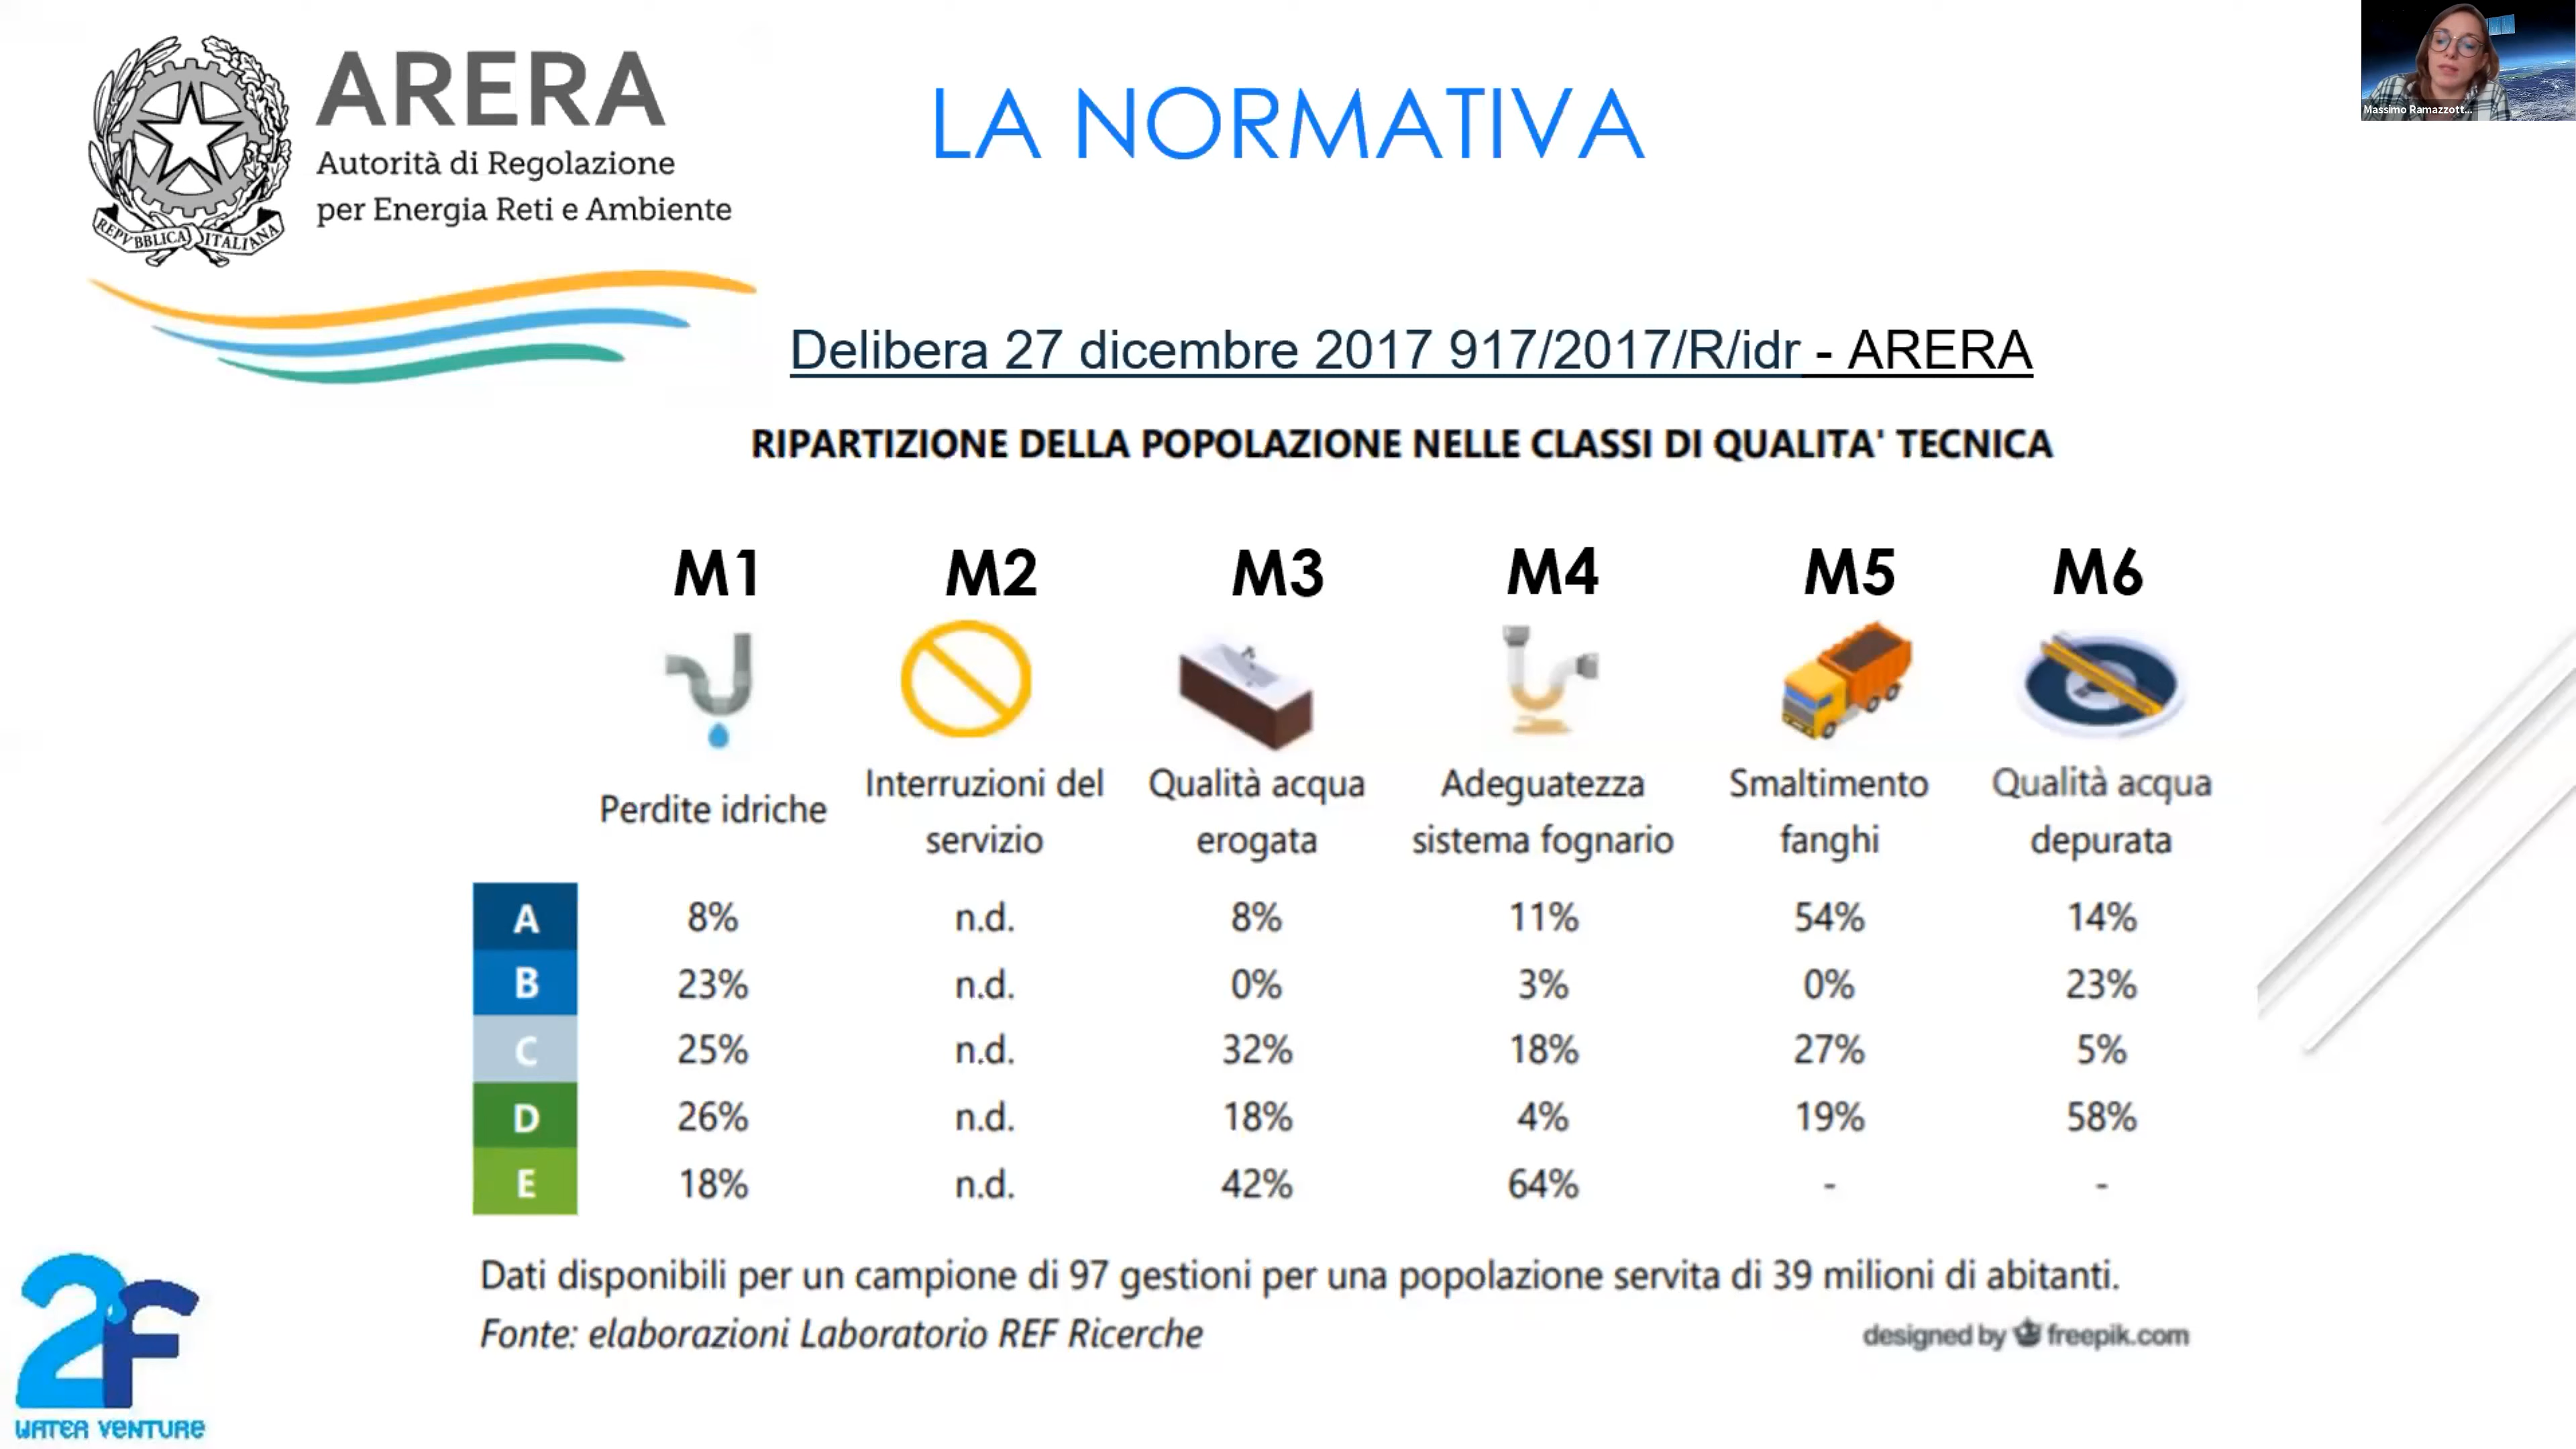 ARERA
Autorità di Regolazione
per Energia Reti e Ambiente
REPVBBLICA ITALIANA
LA NORMATIVA
Massimo Ramazzott...
Delibera 27 dicembre 2017 917/2017/R/idr - ARERA
RIPARTIZIONE DELLA POPOLAZIONE NELLE CLASSI DI QUALITA' TECNICA
M1 M2 M3 M4 M5 M6
Perdite idriche
Interruzioni del
servizio
Qualità acqua
erogata
Adeguatezza
sistema fognario
Smaltimento
fanghi
Qualità acqua
depurata
A 8% n.d. 8% 11% 54% 14%
B 23% n.d. 0% 3% 0% 23%
C 25% n.d. 32% 18% 27% 5%
D 26% n.d. 18% 4% 19% 58%
E 18% n.d. 42% 64% - -
Dati disponibili per un campione di 97 gestioni per una popolazione servita di 39 milioni di abitanti.
Fonte: elaborazioni Laboratorio REF Ricerche
designed by freepik.com
2F
WATER VENTURE